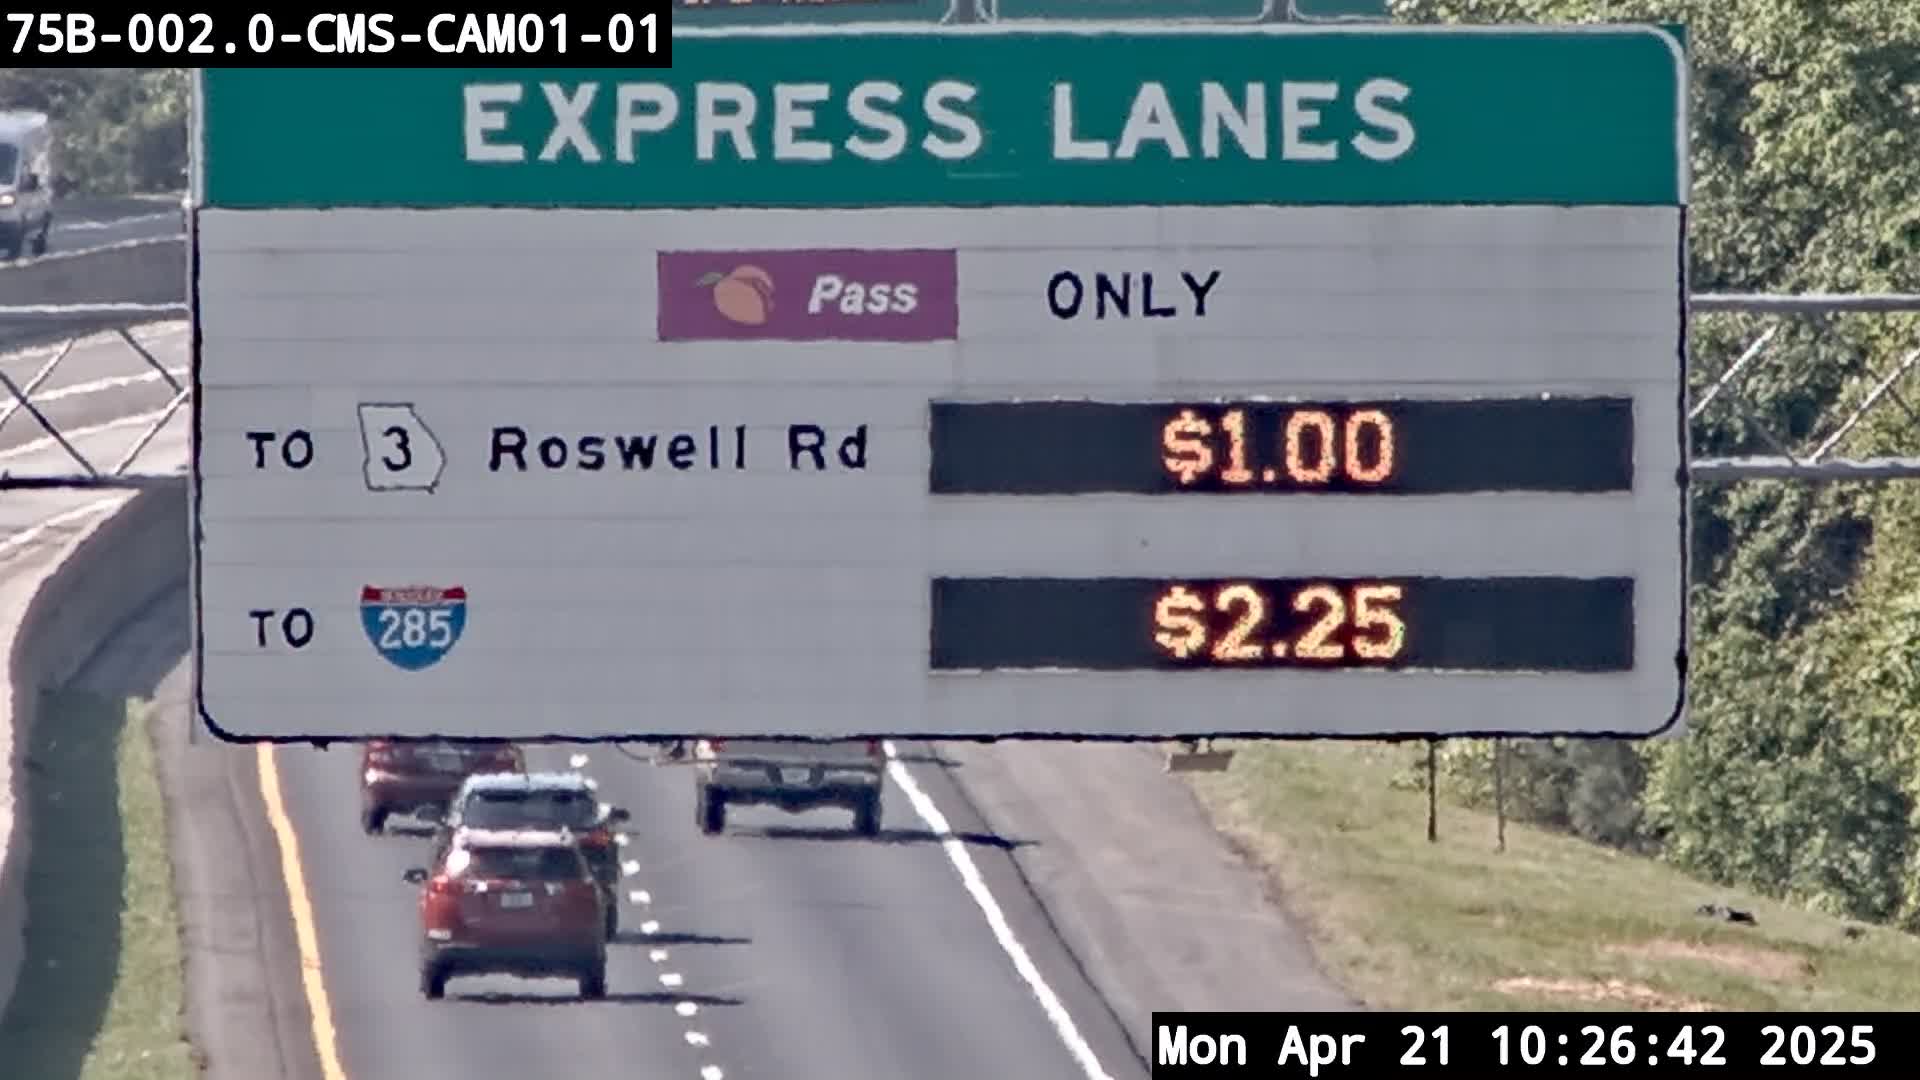 75B-002.0-CMS-CAM01-01
EXPRESS LANES
Pass ONLY
TO 3 Roswell Rd $1.00
TO 285 $2.25
Mon Apr 21 10:26:42 2025